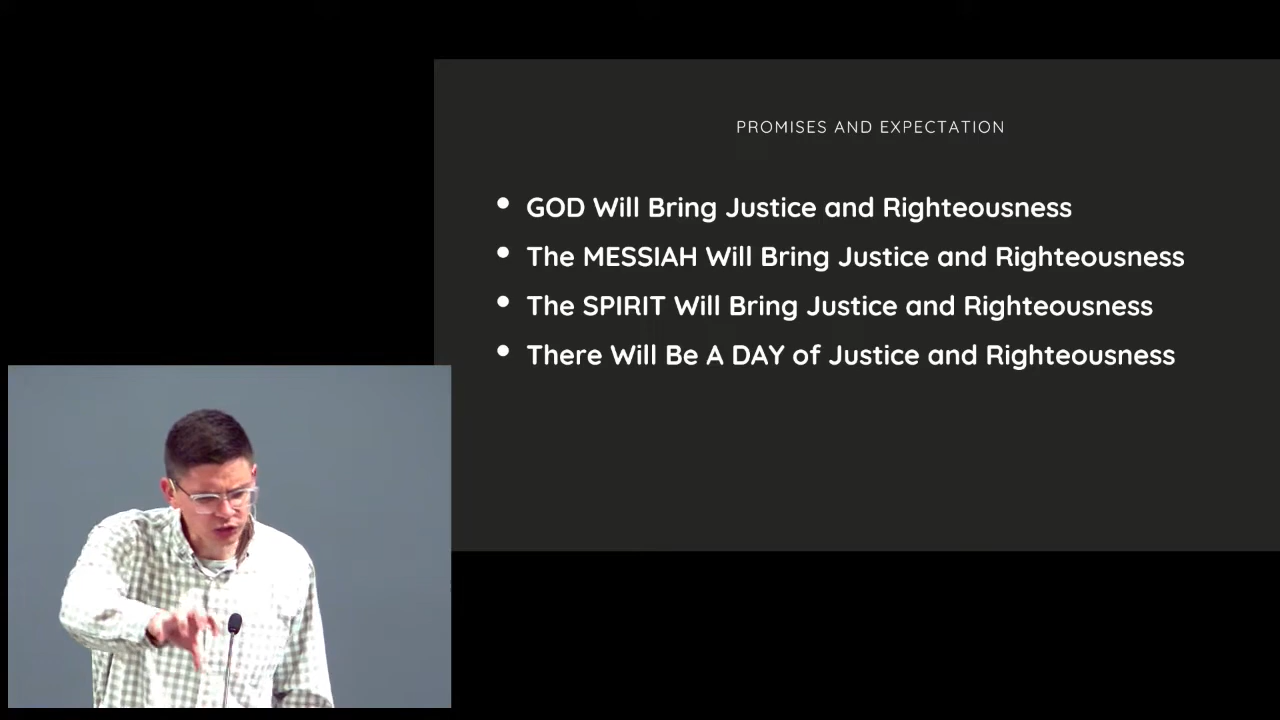 PROMISES AND EXPECTATION
GOD Will Bring Justice and Righteousness
The MESSIAH Will Bring Justice and Righteousness
The SPIRIT Will Bring Justice and Righteousness
There Will Be A DAY of Justice and Righteousness